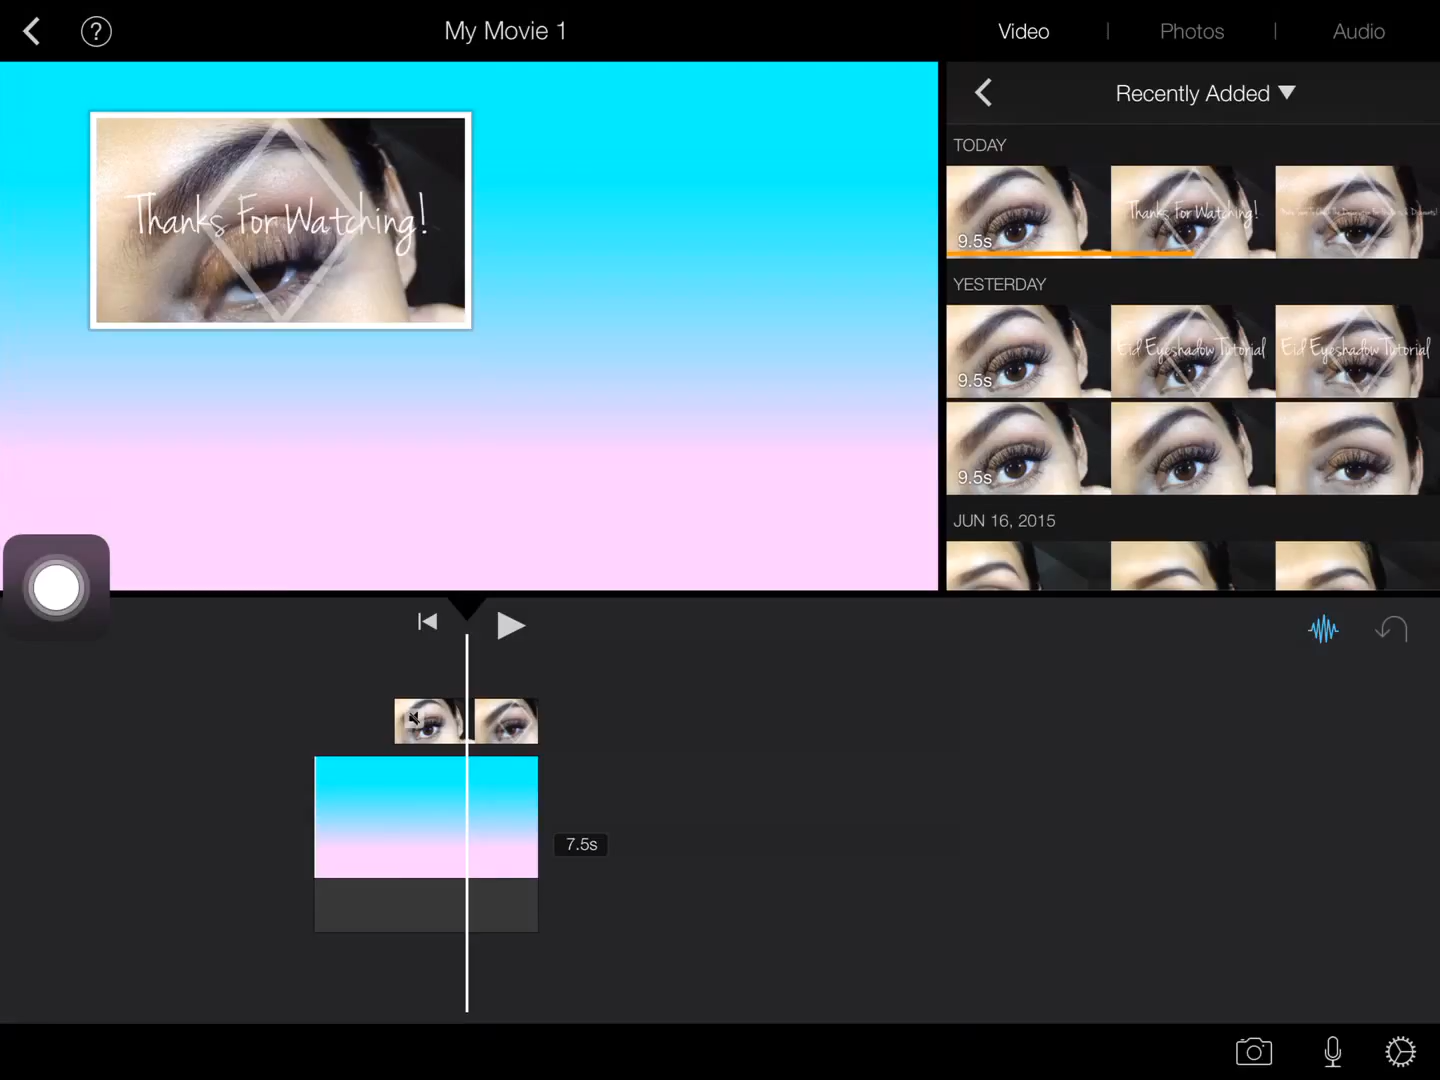 ?
My Movie 1
Video
Photos
Audio
Recently Added
Thanks For Watching!
TODAY
9.5s
Thanks For Watching!
YESTERDAY
9.5s
Eid Eyeshadow Tutorial
Eid Eyeshadow Tutorial
9.5s
JUN 16, 2015
7.5s